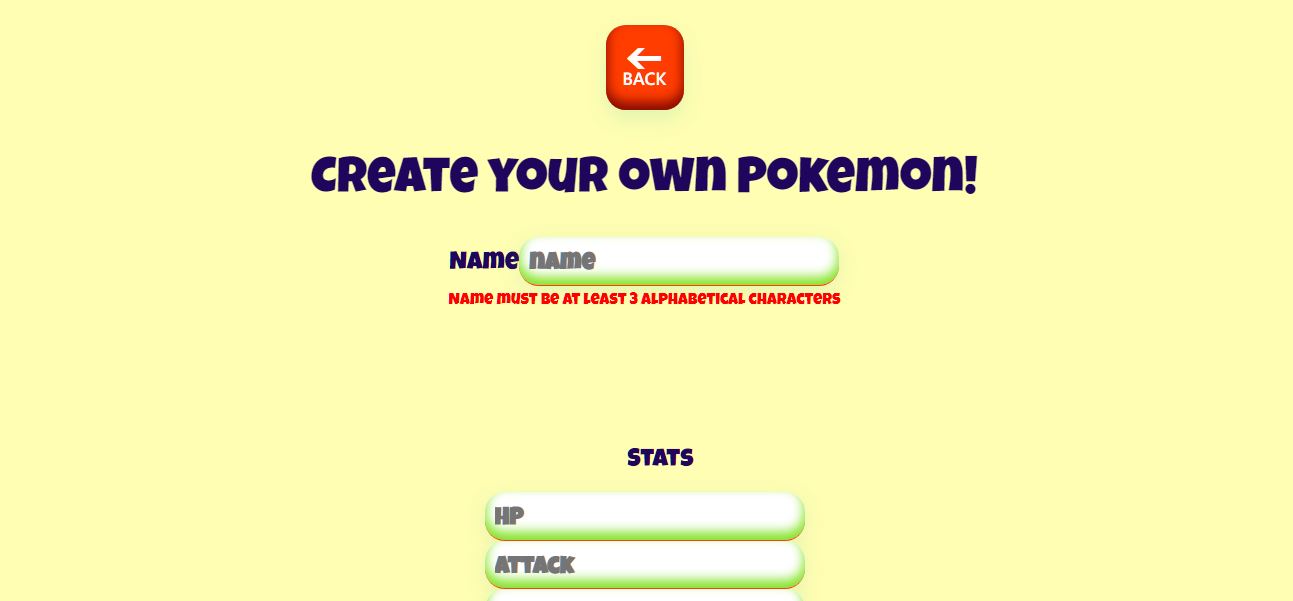 BACK
Create your own Pokemon!
Name name
Name must be at least 3 alphabetical characters
Stats
HP
Attack